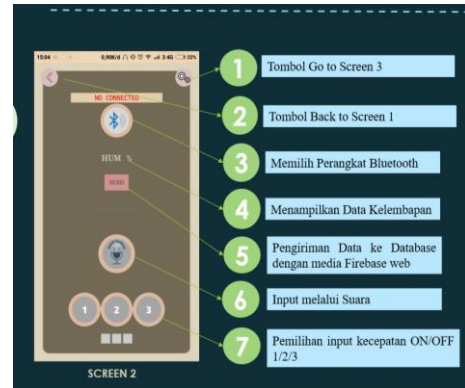 15:04
NO CONNECTED
HUM %
SEND
1 2 3
SCREEN 2
1 Tombol Go to Screen 3
2 Tombol Back to Screen 1
3 Memilih Perangkat Bluetooth
4 Menampilkan Data Kelembapan
5 Pengiriman Data ke Database
dengan media Firebase web
6 Input melalui Suara
7 Pemilihan input kecepatan ON/OFF
1/2/3